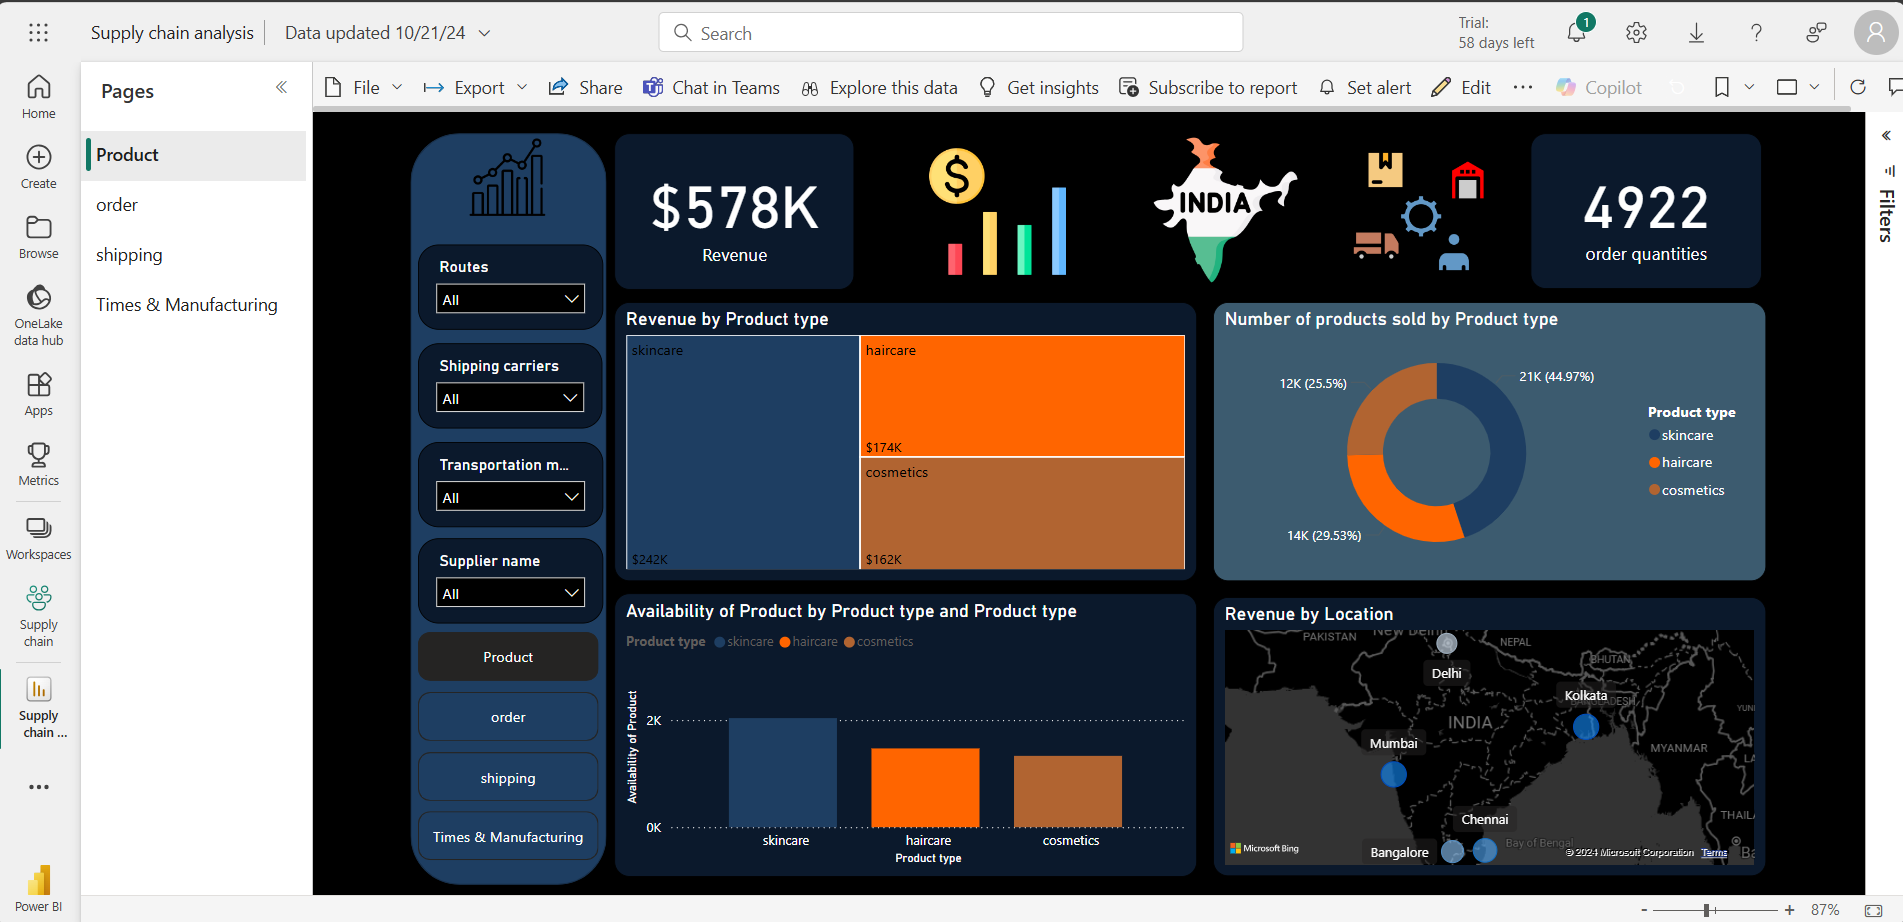 Supply chain analysis
Data updated 10/21/24
Search
Trial:
58 days left
1
Home
Create
Browse
OneLake
data hub
Apps
Metrics
Workspaces
Supply
chain
Supply
chain ...
Power BI
Pages
Product
order
shipping
Times & Manufacturing
File
Export
Share
Chat in Teams
Explore this data
Get insights
Subscribe to report
Set alert
Edit
Copilot
Filters
Routes
All
Shipping carriers
All
Transportation m...
All
Supplier name
All
Product
order
shipping
Times & Manufacturing
$578K
Revenue
$
INDIA
4922
order quantities
Revenue by Product type
skincare
$242K
haircare
$174K
cosmetics
$162K
Number of products sold by Product type
12K (25.5%)
21K (44.97%)
14K (29.53%)
Product type
skincare
haircare
cosmetics
Availability of Product by Product type and Product type
Product type skincare haircare cosmetics
Availability of Product
2K
0K
skincare
haircare
cosmetics
Product type
Revenue by Location
PAKISTAN
New Delhi
NEPAL
BHUTAN
Delhi
Kolkata
BANGLADESH
INDIA
Mumbai
MYANMAR
Chennai
Bangalore
Bay of Bengal
Microsoft Bing
© 2024 Microsoft Corporation Terms
87%